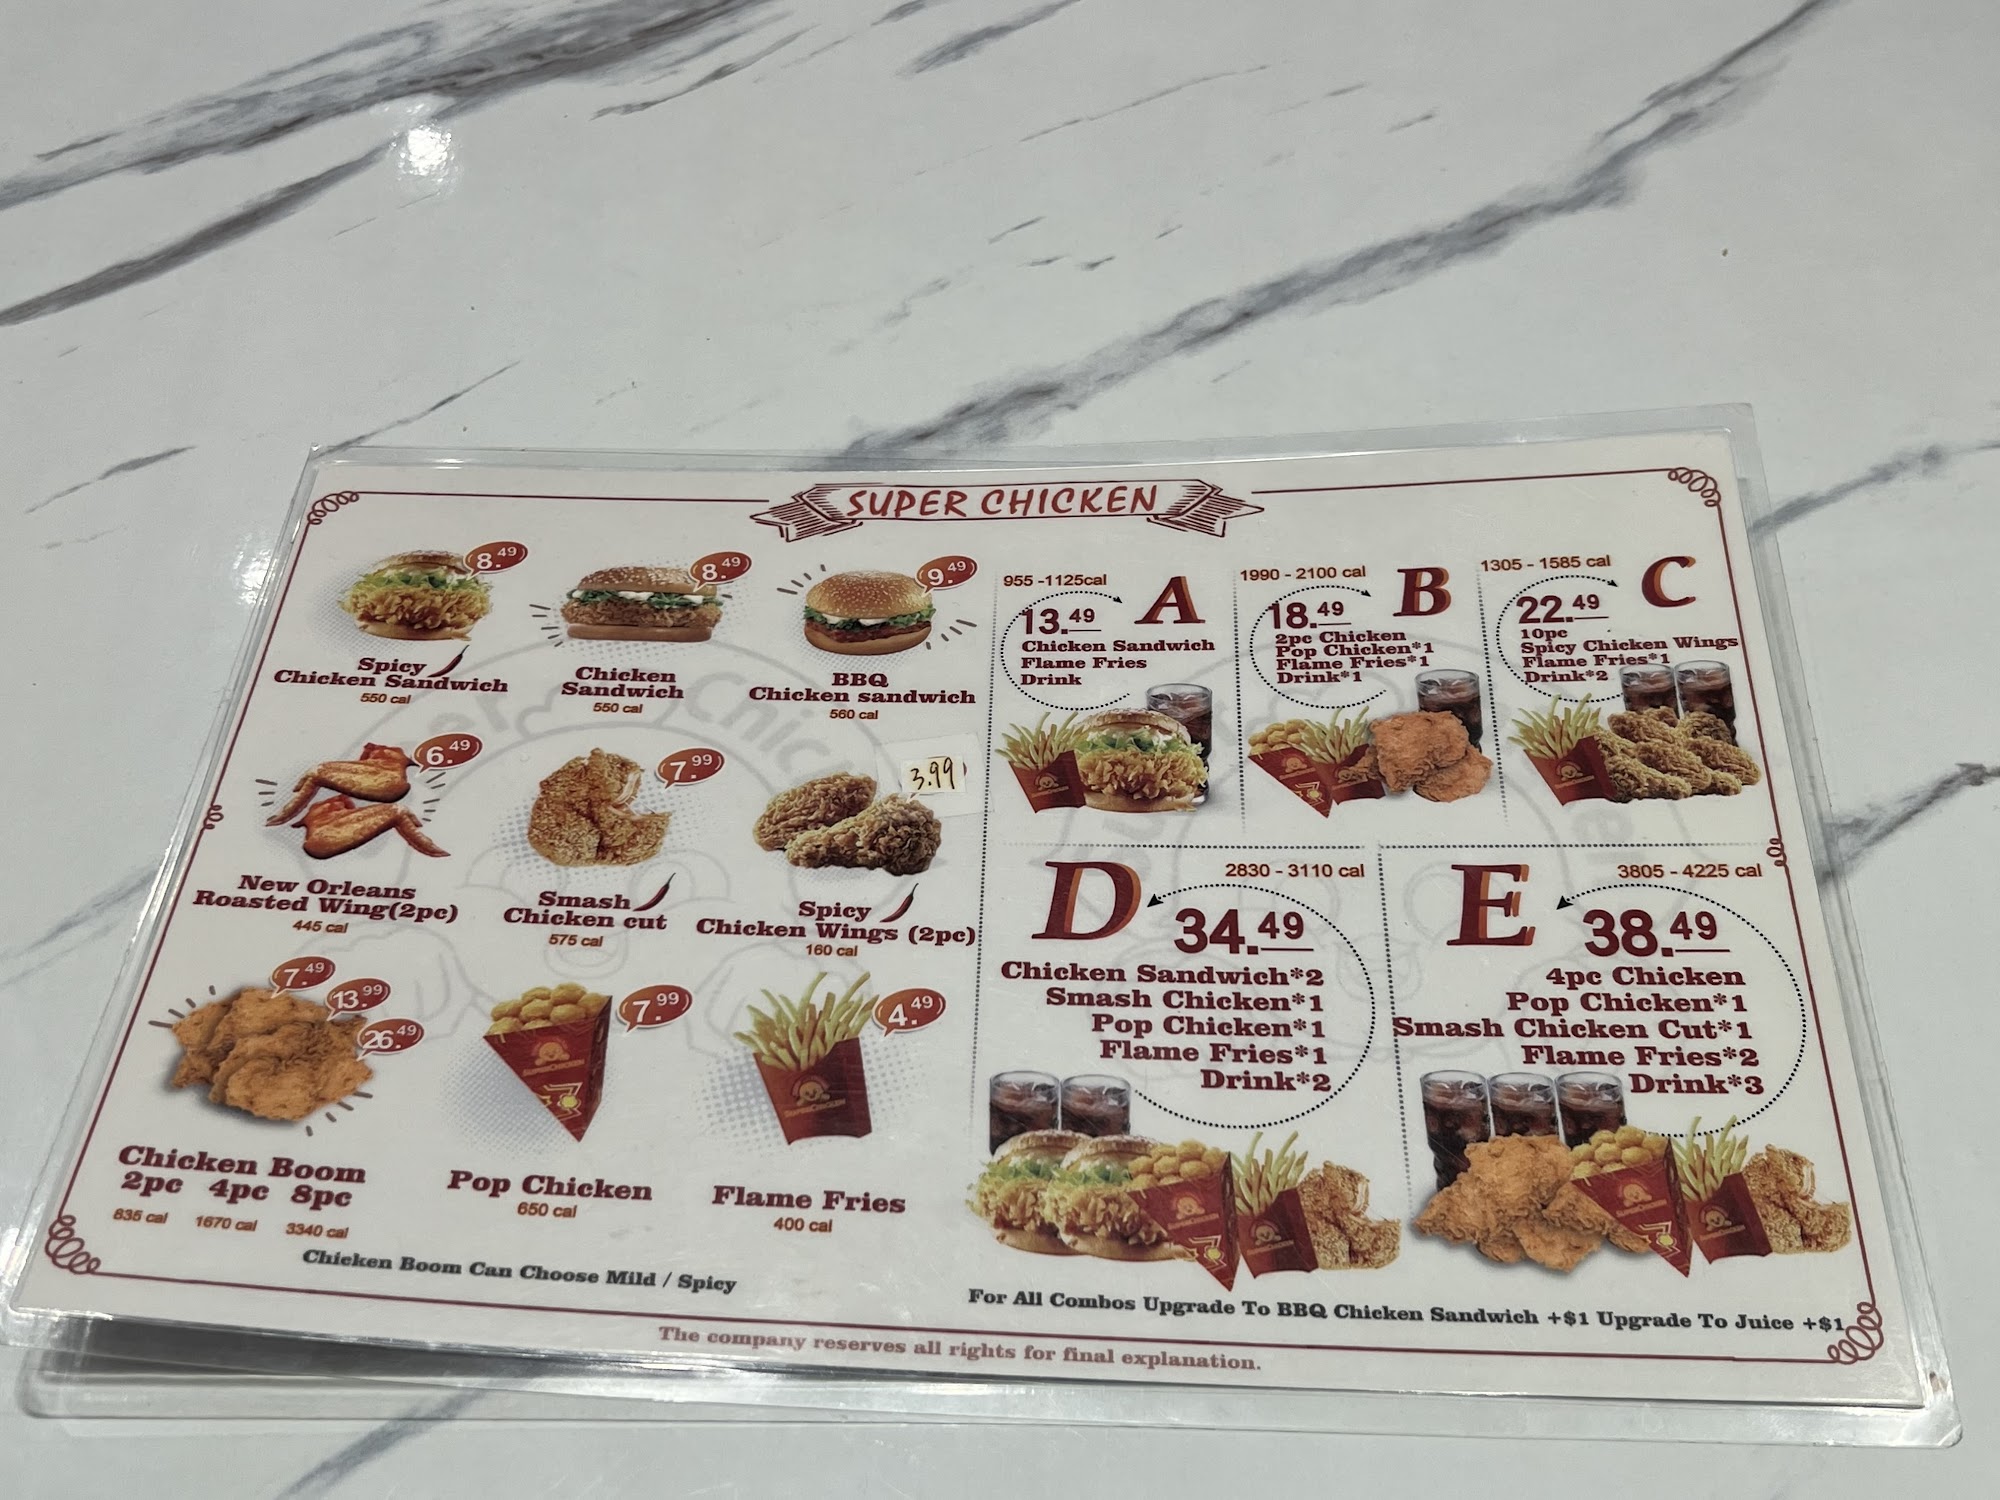 SUPER CHICKEN
8.49
Spicy
Chicken Sandwich
550 cal
8.49
Chicken
Sandwich
550 cal
9.49
BBQ
Chicken sandwich
560 cal
6.49
New Orleans
Roasted Wing(2pc)
445 cal
7.99
Smash
Chicken cut
575 cal
3.99
Spicy
Chicken Wings (2pc)
160 cal
7.49
13.99
26.49
Chicken Boom
2pc 4pc 8pc
835 cal 1670 cal 3340 cal
7.99
SUPERCHICKEN
Pop Chicken
650 cal
4.49
SUPERCHICKEN
Flame Fries
400 cal
Chicken Boom Can Choose Mild / Spicy
955 -1125cal
A
13.49
Chicken Sandwich
Flame Fries
Drink
1990 - 2100 cal
B
18.49
2pc Chicken
Pop Chicken*1
Flame Fries*1
Drink*1
1305 - 1585 cal
C
22.49
10pc
Spicy Chicken Wings
Flame Fries*1
Drink*2
D
2830 - 3110 cal
34.49
Chicken Sandwich*2
Smash Chicken*1
Pop Chicken*1
Flame Fries*1
Drink*2
E
3805 - 4225 cal
38.49
4pc Chicken
Pop Chicken*1
Smash Chicken Cut*1
Flame Fries*2
Drink*3
For All Combos Upgrade To BBQ Chicken Sandwich +$1 Upgrade To Juice +$1
The company reserves all rights for final explanation.